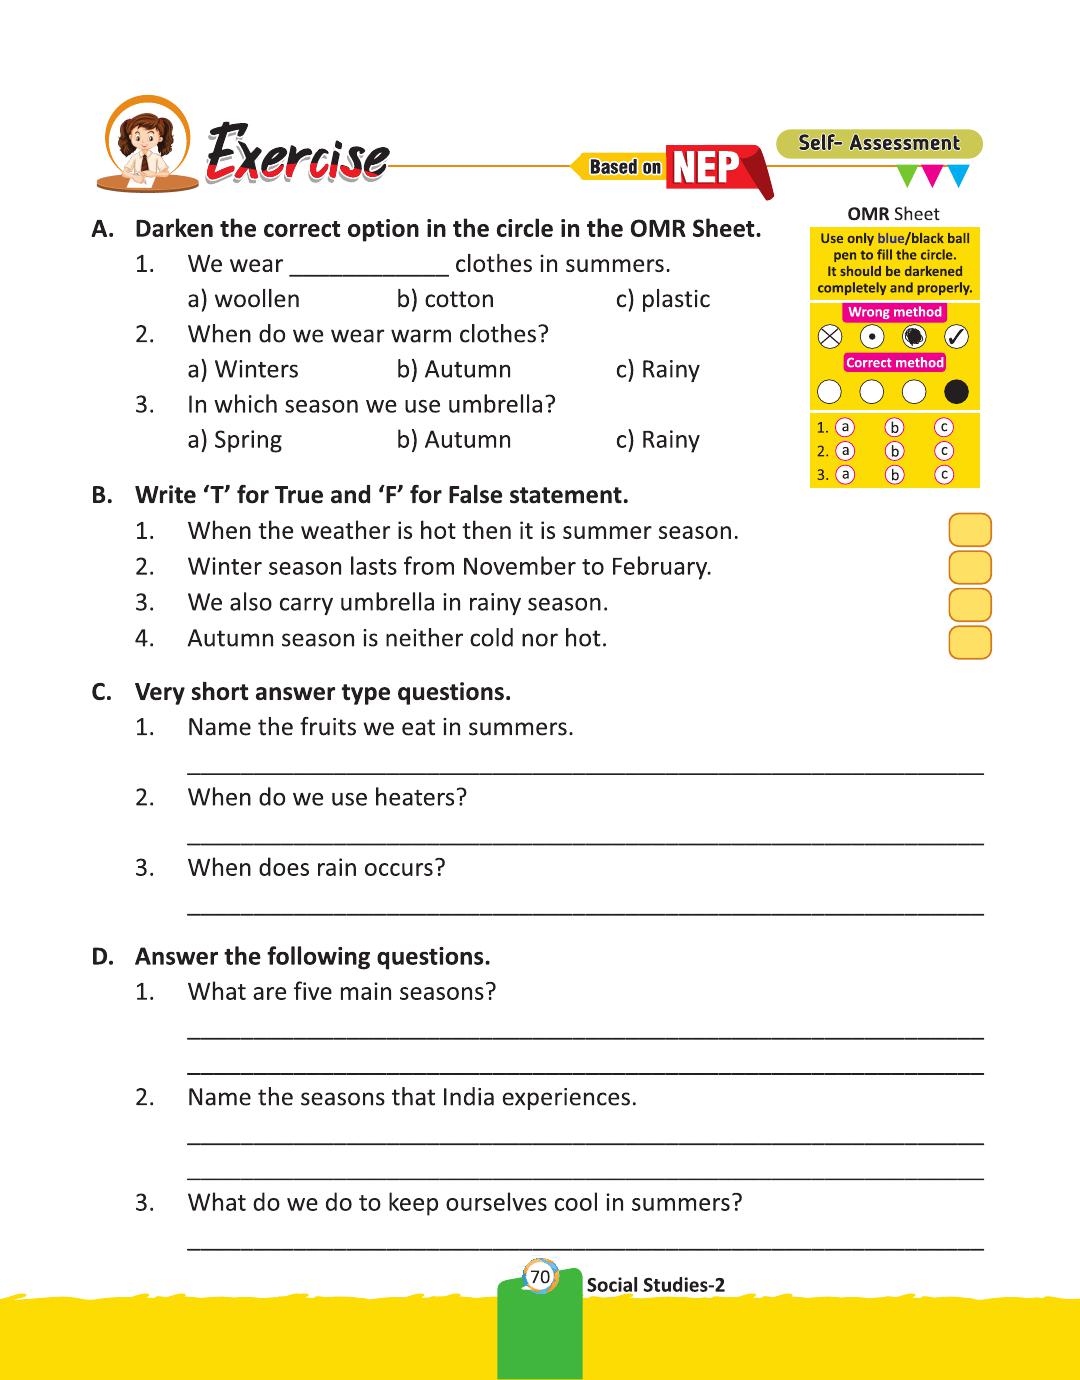 Exercise
Based on NEP
Self- Assessment
OMR Sheet
Use only blue/black ball
pen to fill the circle.
It should be darkened
completely and properly.
Wrong method
Correct method
1. a b c
2. a b c
3. a b c
A. Darken the correct option in the circle in the OMR Sheet.
1. We wear ____________ clothes in summers.
a) woollen b) cotton c) plastic
2. When do we wear warm clothes?
a) Winters b) Autumn c) Rainy
3. In which season we use umbrella?
a) Spring b) Autumn c) Rainy
B. Write ‘T’ for True and ‘F’ for False statement.
1. When the weather is hot then it is summer season.
2. Winter season lasts from November to February.
3. We also carry umbrella in rainy season.
4. Autumn season is neither cold nor hot.
C. Very short answer type questions.
1. Name the fruits we eat in summers.
2. When do we use heaters?
3. When does rain occurs?
D. Answer the following questions.
1. What are five main seasons?
2. Name the seasons that India experiences.
3. What do we do to keep ourselves cool in summers?
70
Social Studies-2